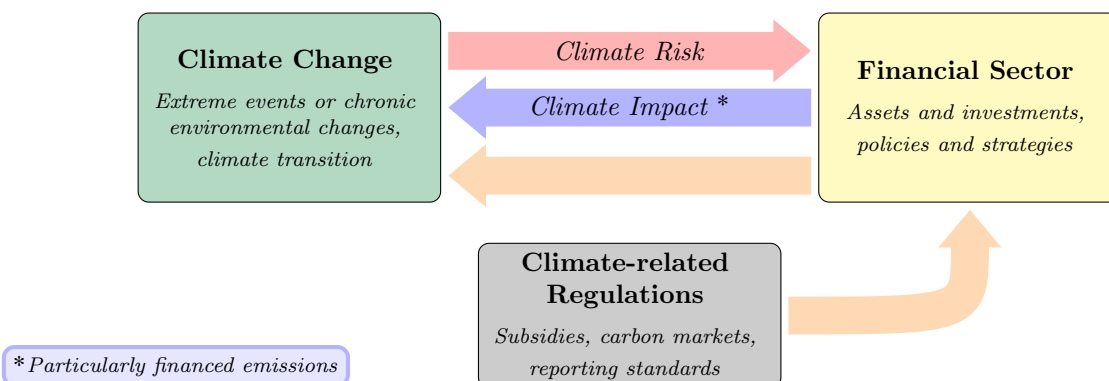 Climate Change
Extreme events or chronic
environmental changes,
climate transition
Climate Risk
Climate Impact *
Financial Sector
Assets and investments,
policies and strategies
Climate-related
Regulations
Subsidies, carbon markets,
reporting standards
* Particularly financed emissions